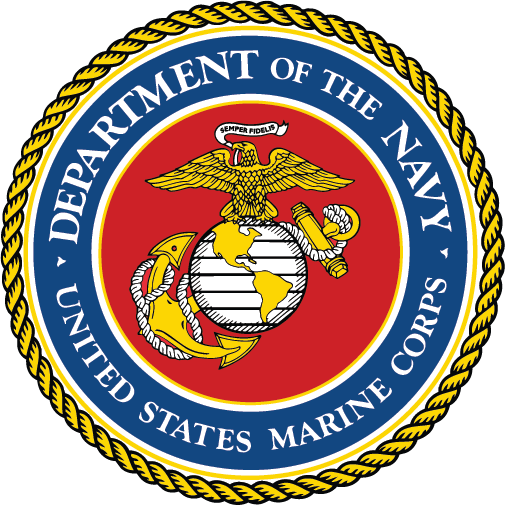 DEPARTMENT OF THE NAVY
SEMPER FIDELIS
UNITED STATES MARINE CORPS